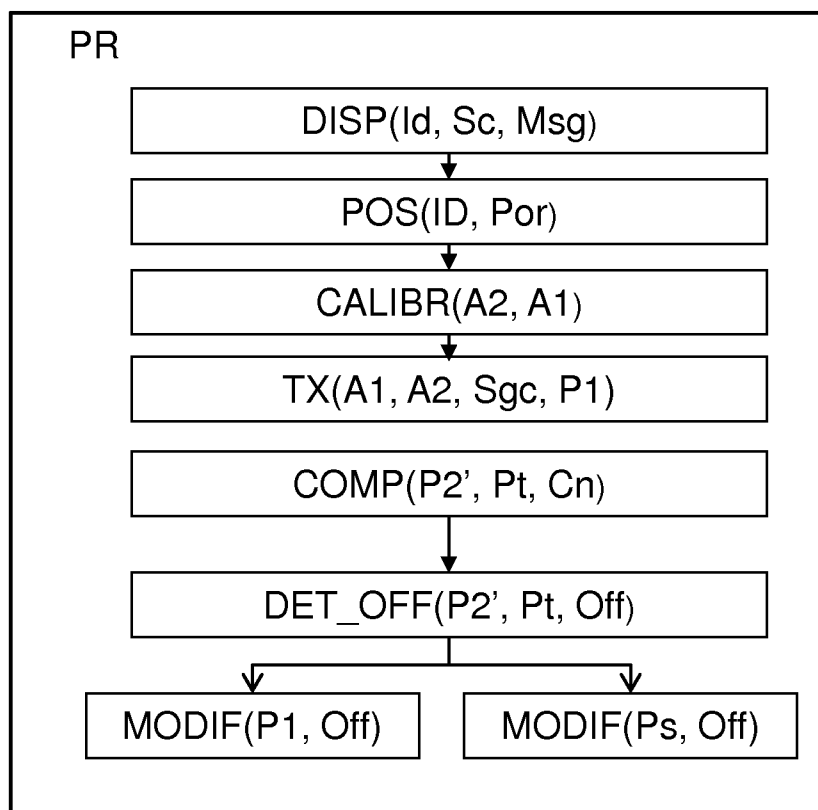 PR
DISP(Id, Sc, Msg)
POS(ID, Por)
CALIBR(A2, A1)
TX(A1, A2, Sgc, P1)
COMP(P2’, Pt, Cn)
DET_OFF(P2’, Pt, Off)
MODIF(P1, Off)
MODIF(Ps, Off)